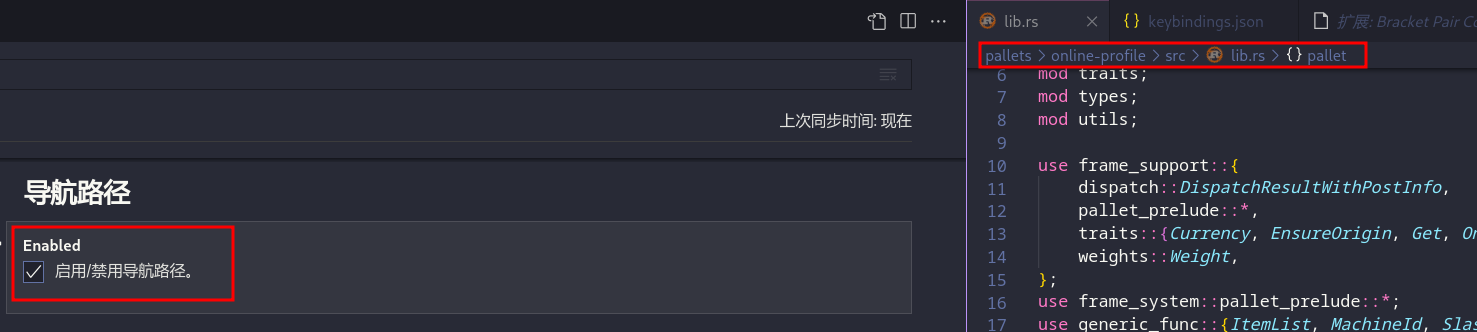 lib.rs
keybindings.json
扩展: Bracket Pair Co
pallets > online-profile > src > lib.rs > {} pallet
上次同步时间: 现在
导航路径
Enabled
启用/禁用导航路径。
6 mod traits;
7 mod types;
8 mod utils;
9
10 use frame_support::{
11 dispatch::DispatchResultWithPostInfo,
12 pallet_prelude::*,
13 traits::{Currency, EnsureOrigin, Get, On
14 weights::Weight,
15 };
16 use frame_system::pallet_prelude::*;
17 use generic_func::{ItemList, MachineId, Slas